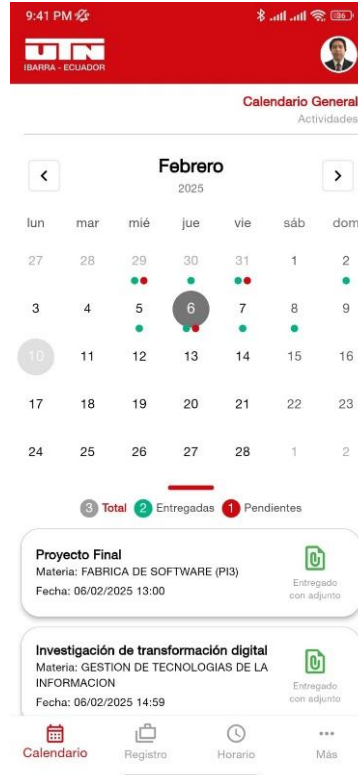 9:41 PM
86
UTN
IBARRA - ECUADOR
Calendario General
Actividades
Febrero
2025
lun mar mié jue vie sáb dom
27 28 29 30 31 1 2
3 4 5 6 7 8 9
10 11 12 13 14 15 16
17 18 19 20 21 22 23
24 25 26 27 28 1 2
3 Total 2 Entregadas 1 Pendientes
Proyecto Final
Materia: FABRICA DE SOFTWARE (PI3)
Fecha: 06/02/2025 13:00
Entregado
con adjunto
Investigación de transformación digital
Materia: GESTION DE TECNOLOGIAS DE LA
INFORMACION
Fecha: 06/02/2025 14:59
Entregado
con adjunto
Calendario Registro Horario Más